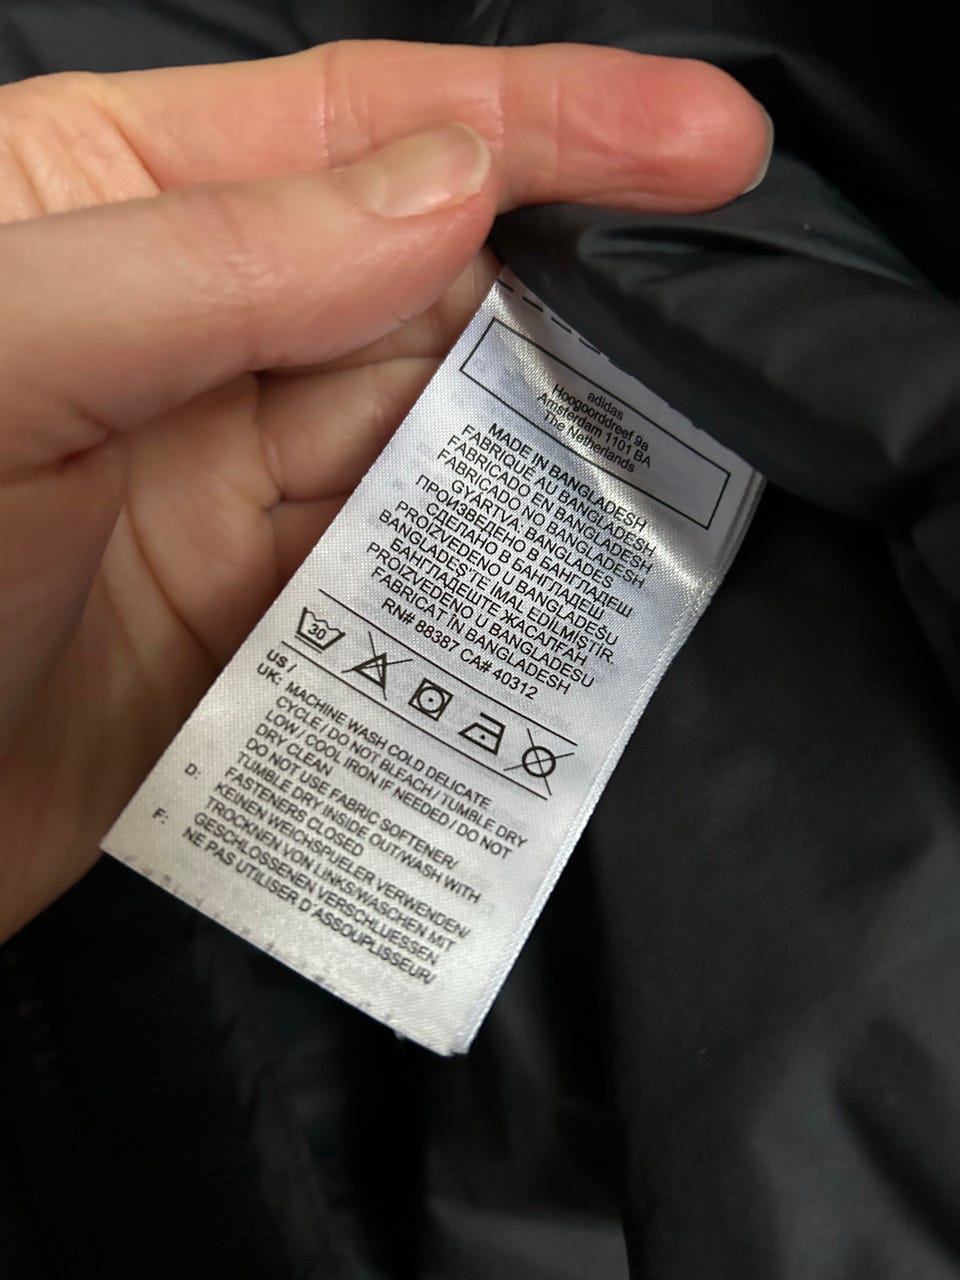 adidas
Hoogoorddreef 9a
Amsterdam 1101 BA
The Netherlands
MADE IN BANGLADESH
FABRIQUÉ AU BANGLADESH
FABRICADO EN BANGLADESH
FABRICADO NO BANGLADESH
GYÁRTVA: BANGLADES
ПРОИЗВЕДЕНО В БАНГЛАДЕШ
СДЕЛАНО В БАНГЛАДЕШ
PROIZVEDENO U BANGLADEŠU
BANGLADEŞ'TE IMAL EDİLMİŞTİR.
БАНГЛАДЕШТЕ ЖАСАЛҒАН
PROIZVEDENO U BANGLADESU
FABRICAT ÎN BANGLADESH
RN# 88387 CA# 40312
30
US / UK: MACHINE WASH COLD DELICATE
CYCLE / DO NOT BLEACH / TUMBLE DRY
LOW / COOL IRON IF NEEDED / DO NOT
DRY CLEAN
DO NOT USE FABRIC SOFTENER/
TUMBLE DRY INSIDE OUT/WASH WITH
FASTENERS CLOSED
D: KEINEN WEICHSPUELER VERWENDEN/
TROCKNEN VON LINKS/WASCHEN MIT
GESCHLOSSENEN VERSCHLUESSEN
F: NE PAS UTILISER D'ASSOUPLISSEUR/